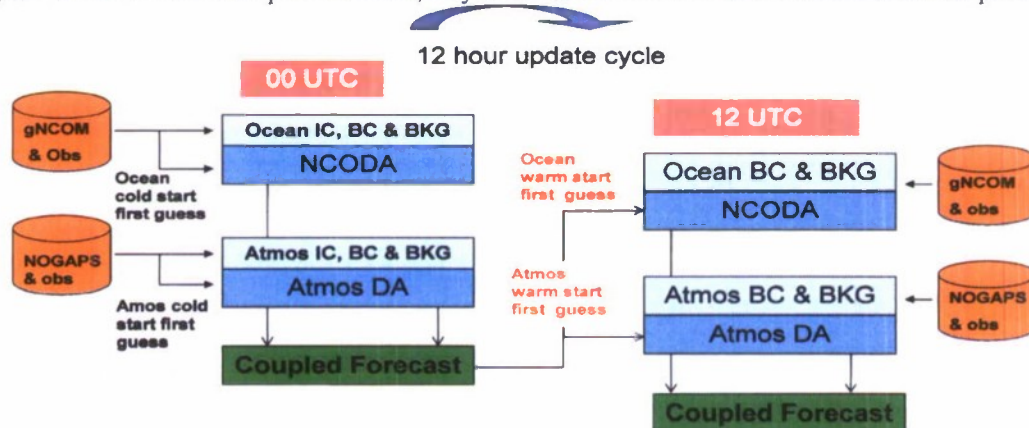 12 hour update cycle
00 UTC
gNCOM
& Obs
Ocean IC, BC & BKG
NCODA
Ocean
cold start
first guess
NOGAPS
& obs
Atmos IC, BC & BKG
Atmos DA
Amos cold
start first
guess
Coupled Forecast
Ocean
warm start
first guess
Atmos
warm start
first guess
12 UTC
Ocean BC & BKG
NCODA
gNCOM
& obs
Atmos BC & BKG
Atmos DA
NOGAPS
& obs
Coupled Forecast